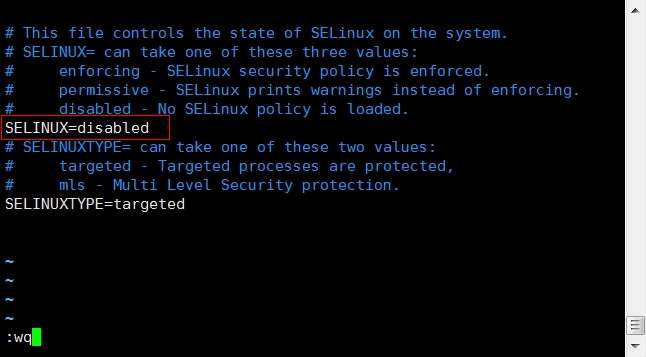 # This file controls the state of SELinux on the system.
# SELINUX= can take one of these three values:
#     enforcing - SELinux security policy is enforced.
#     permissive - SELinux prints warnings instead of enforcing.
#     disabled - No SELinux policy is loaded.
SELINUX=disabled
# SELINUXTYPE= can take one of these two values:
#     targeted - Targeted processes are protected,
#     mls - Multi Level Security protection.
SELINUXTYPE=targeted
~
~
~
~
:wq